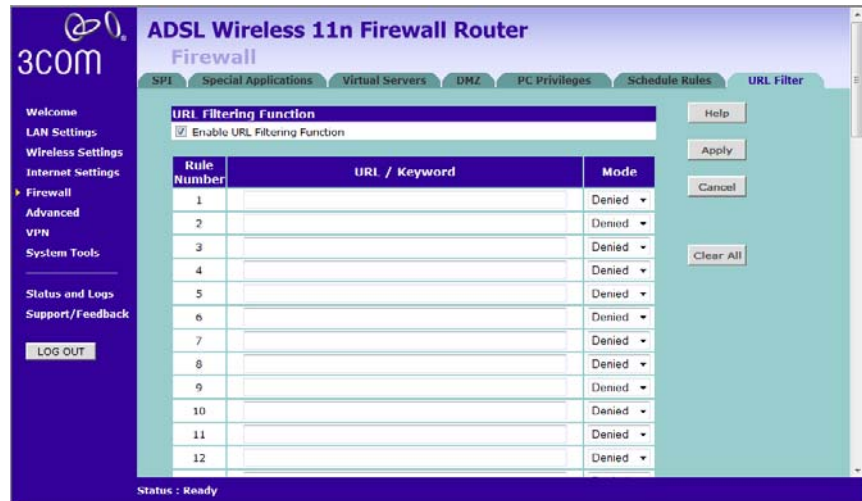 3COM
ADSL Wireless 11n Firewall Router
Firewall
SPI
Special Applications
Virtual Servers
DMZ
PC Privileges
Schedule Rules
URL Filter
Welcome
LAN Settings
Wireless Settings
Internet Settings
Firewall
Advanced
VPN
System Tools
Status and Logs
Support/Feedback
LOG OUT
URL Filtering Function
Enable URL Filtering Function
Rule Number URL / Keyword Mode
1 Denied
2 Denied
3 Denied
4 Denied
5 Denied
6 Denied
7 Denied
8 Denied
9 Denied
10 Denied
11 Denied
12 Denied
Help
Apply
Cancel
Clear All
Status : Ready